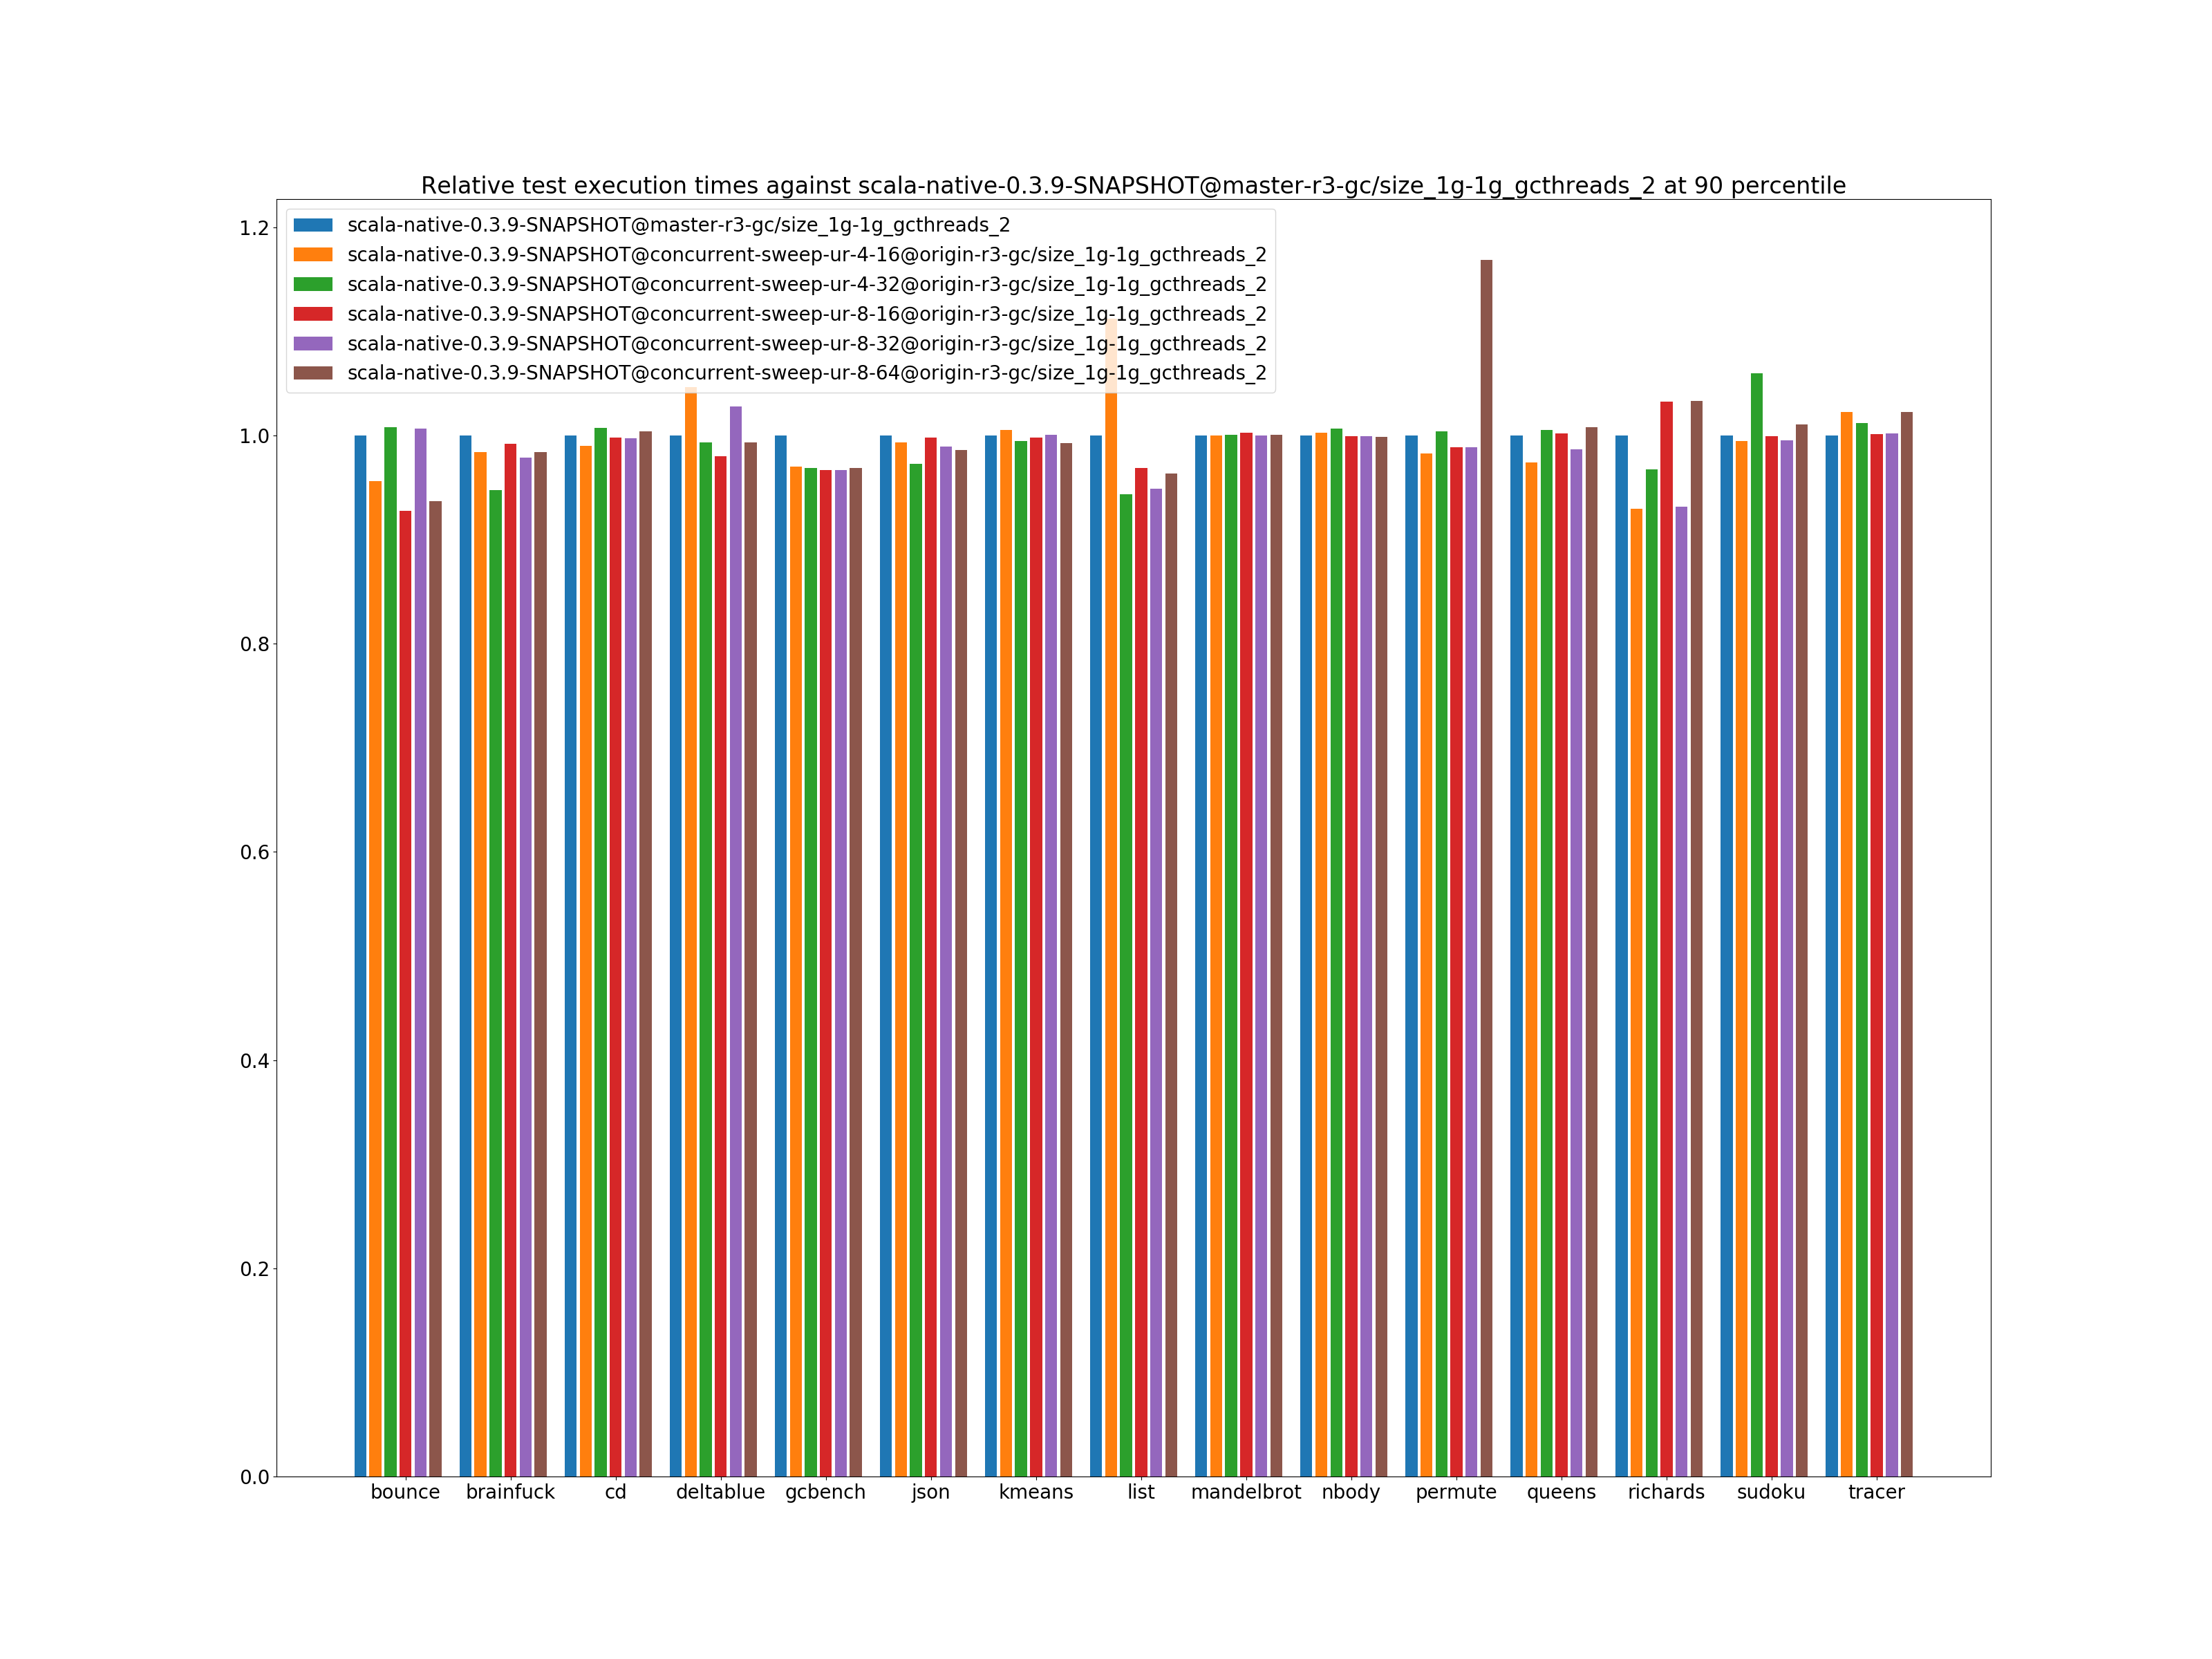 Relative test execution times against scala-native-0.3.9-SNAPSHOT@master-r3-gc/size_1g-1g_gcthreads_2 at 90 percentile
1.2
scala-native-0.3.9-SNAPSHOT@master-r3-gc/size_1g-1g_gcthreads_2
scala-native-0.3.9-SNAPSHOT@concurrent-sweep-ur-4-16@origin-r3-gc/size_1g-1g_gcthreads_2
scala-native-0.3.9-SNAPSHOT@concurrent-sweep-ur-4-32@origin-r3-gc/size_1g-1g_gcthreads_2
scala-native-0.3.9-SNAPSHOT@concurrent-sweep-ur-8-16@origin-r3-gc/size_1g-1g_gcthreads_2
scala-native-0.3.9-SNAPSHOT@concurrent-sweep-ur-8-32@origin-r3-gc/size_1g-1g_gcthreads_2
scala-native-0.3.9-SNAPSHOT@concurrent-sweep-ur-8-64@origin-r3-gc/size_1g-1g_gcthreads_2
1.0
0.8
0.6
0.4
0.2
0.0
bounce brainfuck cd deltablue gcbench json kmeans list mandelbrot nbody permute queens richards sudoku tracer